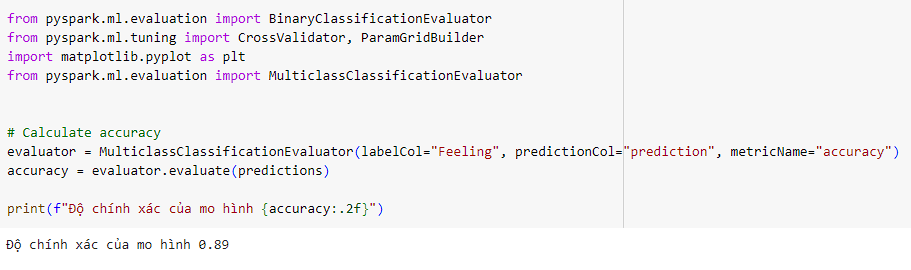 from pyspark.ml.evaluation import BinaryClassificationEvaluator
from pyspark.ml.tuning import CrossValidator, ParamGridBuilder
import matplotlib.pyplot as plt
from pyspark.ml.evaluation import MulticlassClassificationEvaluator
# Calculate accuracy
evaluator = MulticlassClassificationEvaluator(labelCol="Feeling", predictionCol="prediction", metricName="accuracy")
accuracy = evaluator.evaluate(predictions)
print(f"Độ chính xác của mo hình {accuracy:.2f}")
Độ chính xác của mo hình 0.89